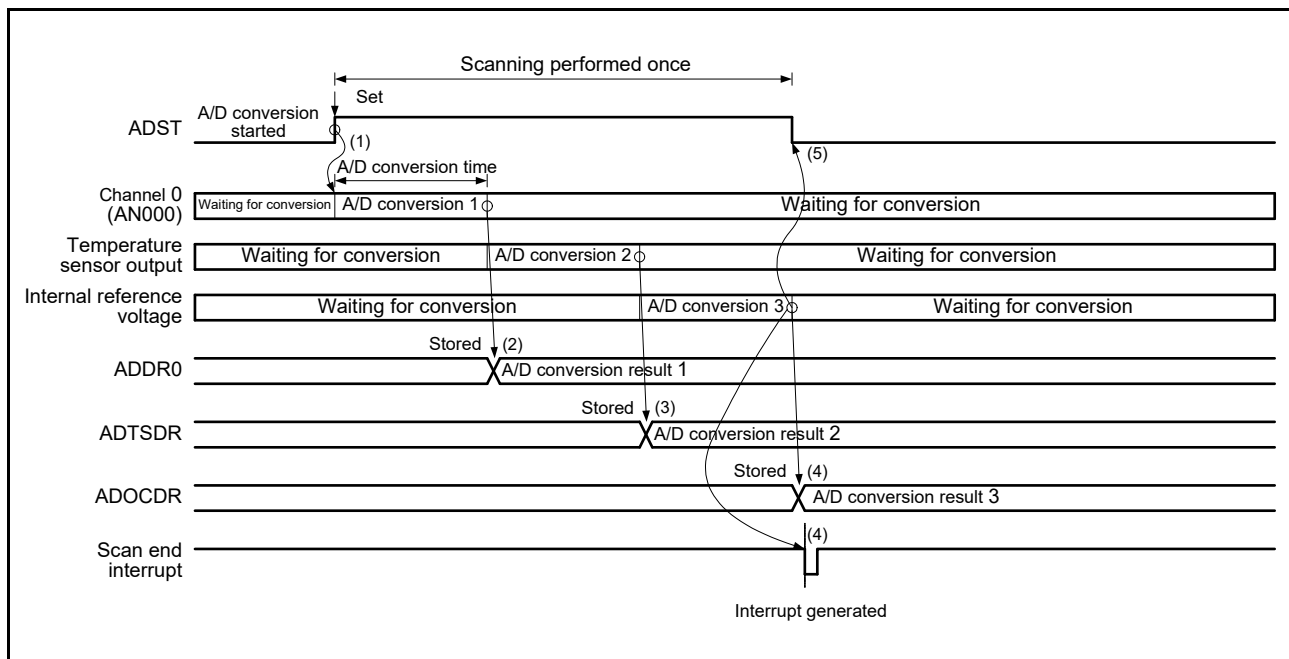 Scanning performed once
Set
ADST
A/D conversion
started
(1)
(5)
A/D conversion time
Channel 0
(AN000)
Waiting for conversion
A/D conversion 1
Waiting for conversion
Temperature
sensor output
Waiting for conversion
A/D conversion 2
Waiting for conversion
Internal reference
voltage
Waiting for conversion
A/D conversion 3
Waiting for conversion
Stored
(2)
ADDR0
A/D conversion result 1
Stored
(3)
ADTSDR
A/D conversion result 2
Stored
(4)
ADOCDR
A/D conversion result 3
Scan end
interrupt
(4)
Interrupt generated